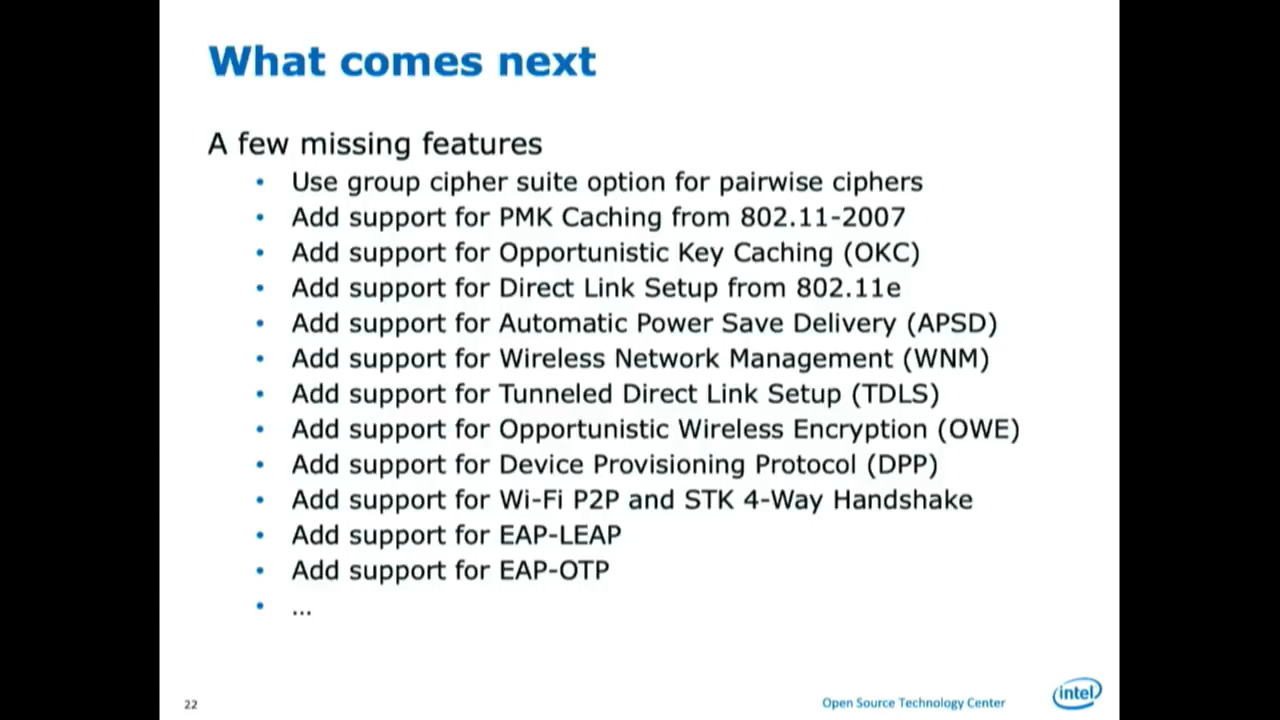 What comes next
A few missing features
• Use group cipher suite option for pairwise ciphers
• Add support for PMK Caching from 802.11-2007
• Add support for Opportunistic Key Caching (OKC)
• Add support for Direct Link Setup from 802.11e
• Add support for Automatic Power Save Delivery (APSD)
• Add support for Wireless Network Management (WNM)
• Add support for Tunneled Direct Link Setup (TDLS)
• Add support for Opportunistic Wireless Encryption (OWE)
• Add support for Device Provisioning Protocol (DPP)
• Add support for Wi-Fi P2P and STK 4-Way Handshake
• Add support for EAP-LEAP
• Add support for EAP-OTP
• ...
22
Open Source Technology Center
intel